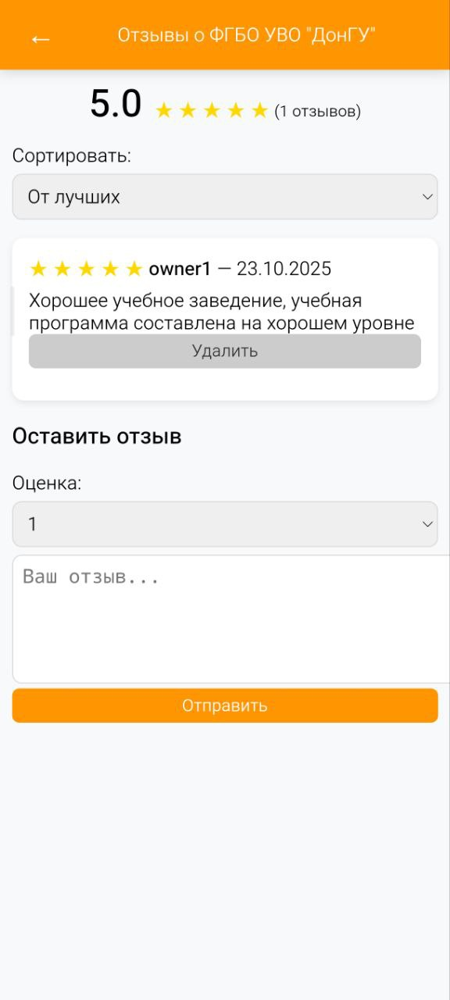 ← Отзывы о ФГБО УВО "ДонГУ"
5.0 ★ ★ ★ ★ ★ (1 отзывов)
Сортировать:
От лучших
★ ★ ★ ★ ★ owner1 — 23.10.2025
Хорошее учебное заведение, учебная
программа составлена на хорошем уровне
Удалить
Оставить отзыв
Оценка:
1
Ваш отзыв...
Отправить